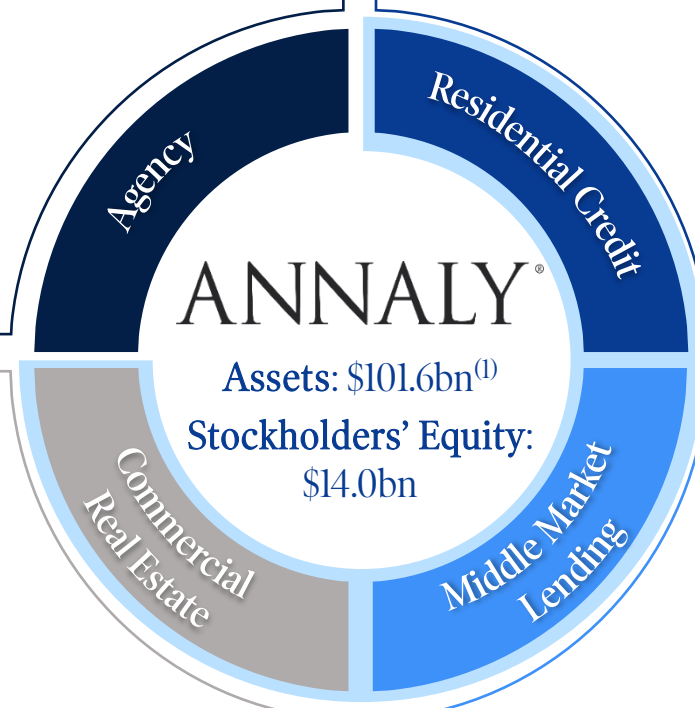 Agency
Residential Credit
ANNALY®
Assets: $101.6bn(1)
Stockholders’ Equity:
$14.0bn
Commercial
Real Estate
Middle Market
Lending